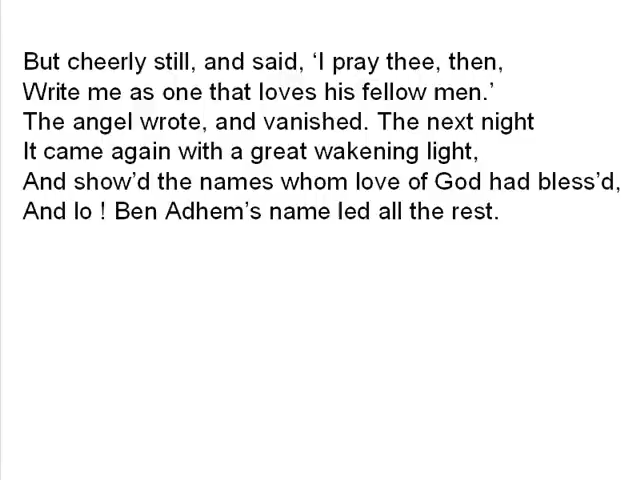 But cheerly still, and said, ‘I pray thee, then,
Write me as one that loves his fellow men.’
The angel wrote, and vanished. The next night
It came again with a great wakening light,
And show’d the names whom love of God had bless’d,
And lo ! Ben Adhem’s name led all the rest.